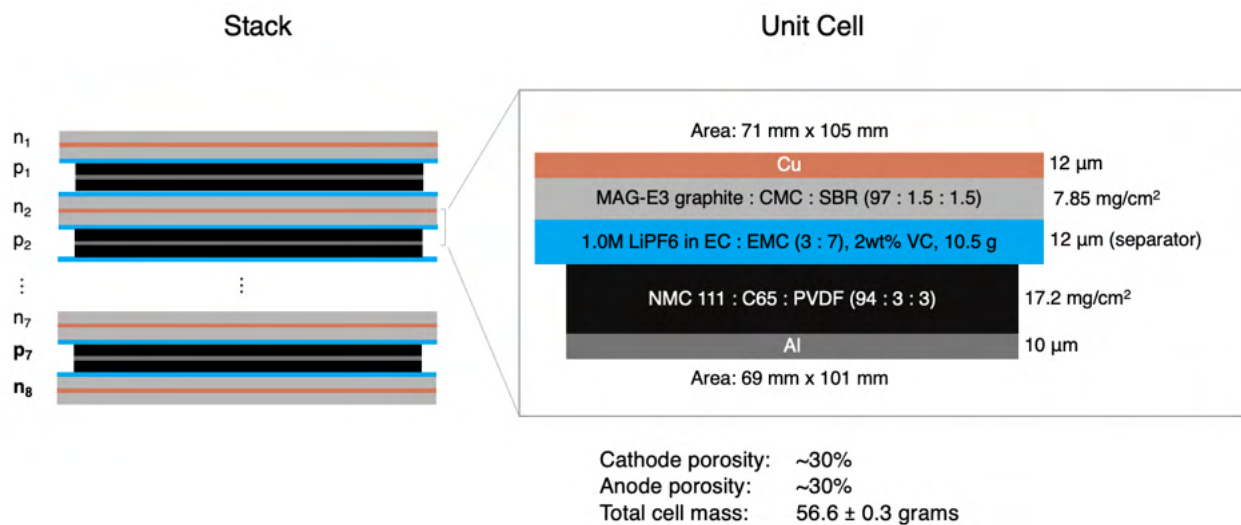 Stack
Unit Cell
n₁
p₁
n₂
p₂
⋮
⋮
n₇
p₇
n₈
Area: 71 mm x 105 mm
Cu
12 μm
MAG-E3 graphite : CMC : SBR (97 : 1.5 : 1.5)
7.85 mg/cm²
1.0M LiPF6 in EC : EMC (3 : 7), 2wt% VC, 10.5 g
12 μm (separator)
NMC 111 : C65 : PVDF (94 : 3 : 3)
17.2 mg/cm²
Al
10 μm
Area: 69 mm x 101 mm
Cathode porosity: ~30%
Anode porosity: ~30%
Total cell mass: 56.6 ± 0.3 grams